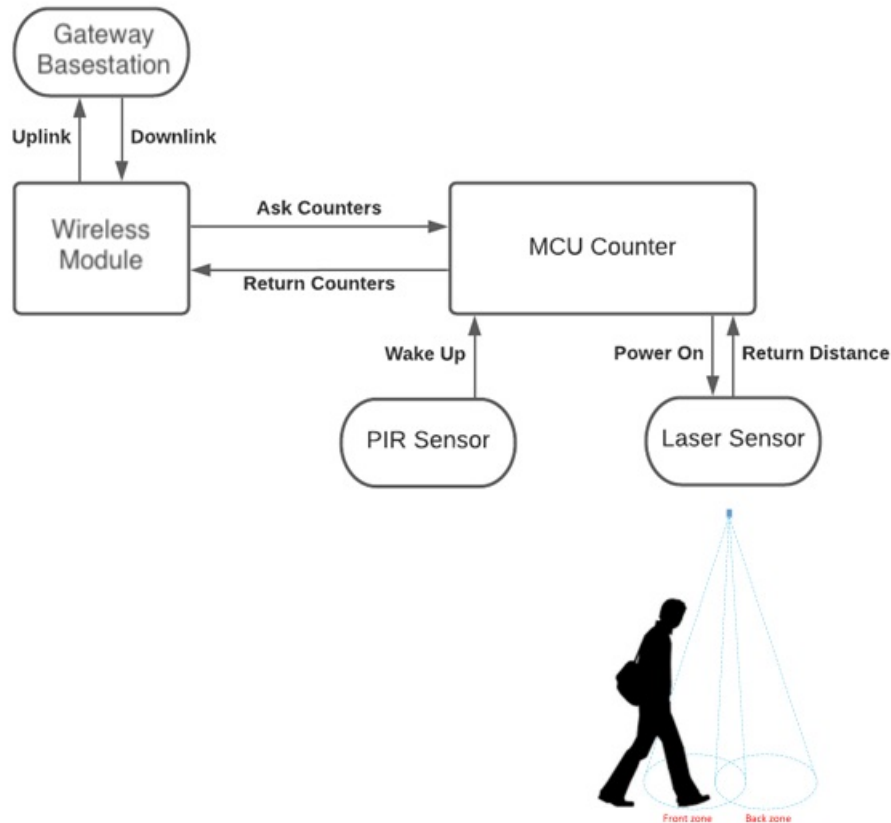 Gateway
Basestation
Uplink
Downlink
Wireless
Module
Ask Counters
Return Counters
MCU Counter
Wake Up
Power On
Return Distance
PIR Sensor
Laser Sensor
Front zone
Back zone